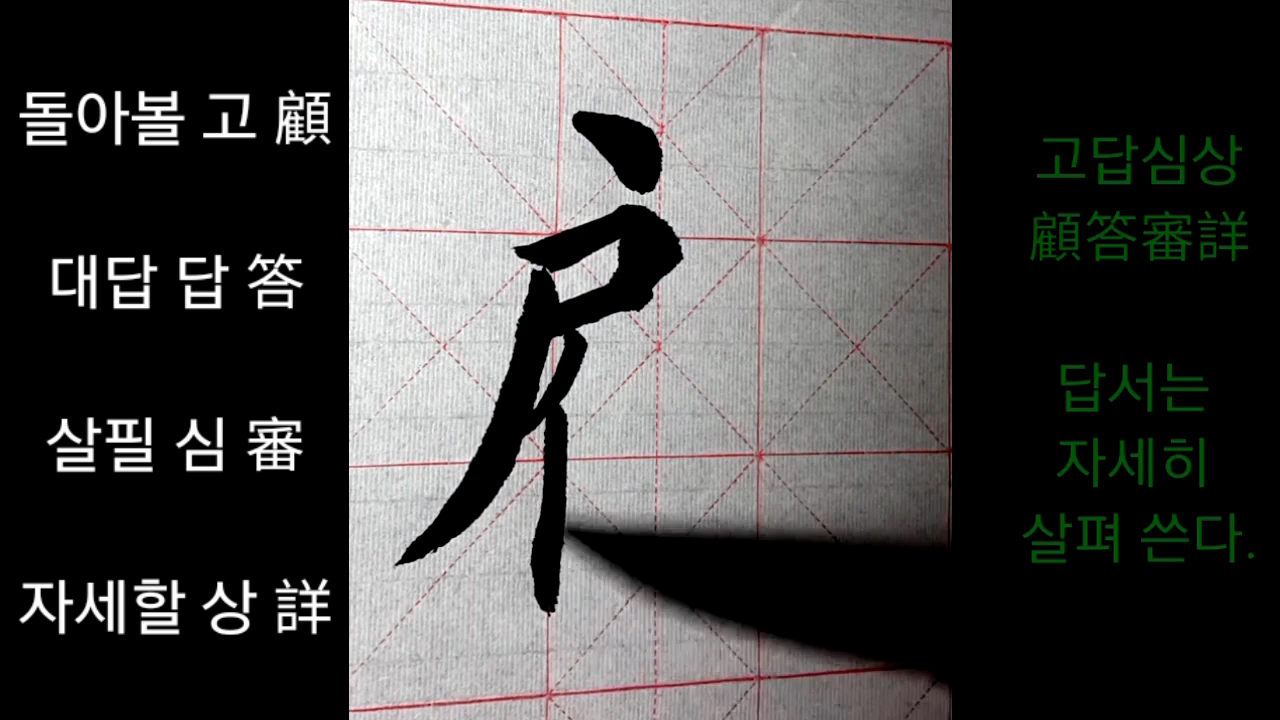 돌아볼 고 顧
대답 답 答
살필 심 審
자세할 상 詳
고답심상
顧答審詳
답서는
자세히
살펴 쓴다.